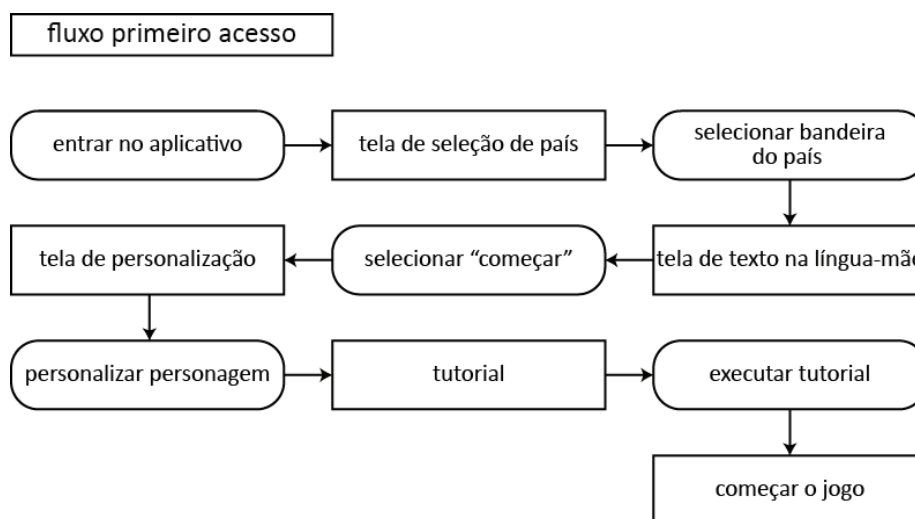 fluxo primeiro acesso
entrar no aplicativo
tela de seleção de país
selecionar bandeira
do país
tela de texto na língua-mãe
selecionar “começar”
tela de personalização
personalizar personagem
tutorial
executar tutorial
começar o jogo